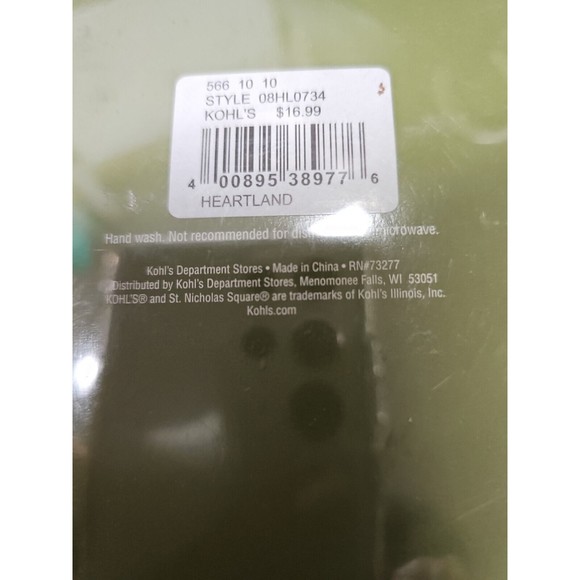 566 10 10
STYLE 08HL0734
KOHL'S $16.99
4 00895 38977 6
HEARTLAND
Hand wash. Not recommended for microwave.
Kohl's Department Stores • Made in China • RN#73277
Distributed by Kohl's Department Stores, Menomonee Falls, WI 53051
KOHL'S® and St. Nicholas Square® are trademarks of Kohl's Illinois, Inc.
Kohls.com